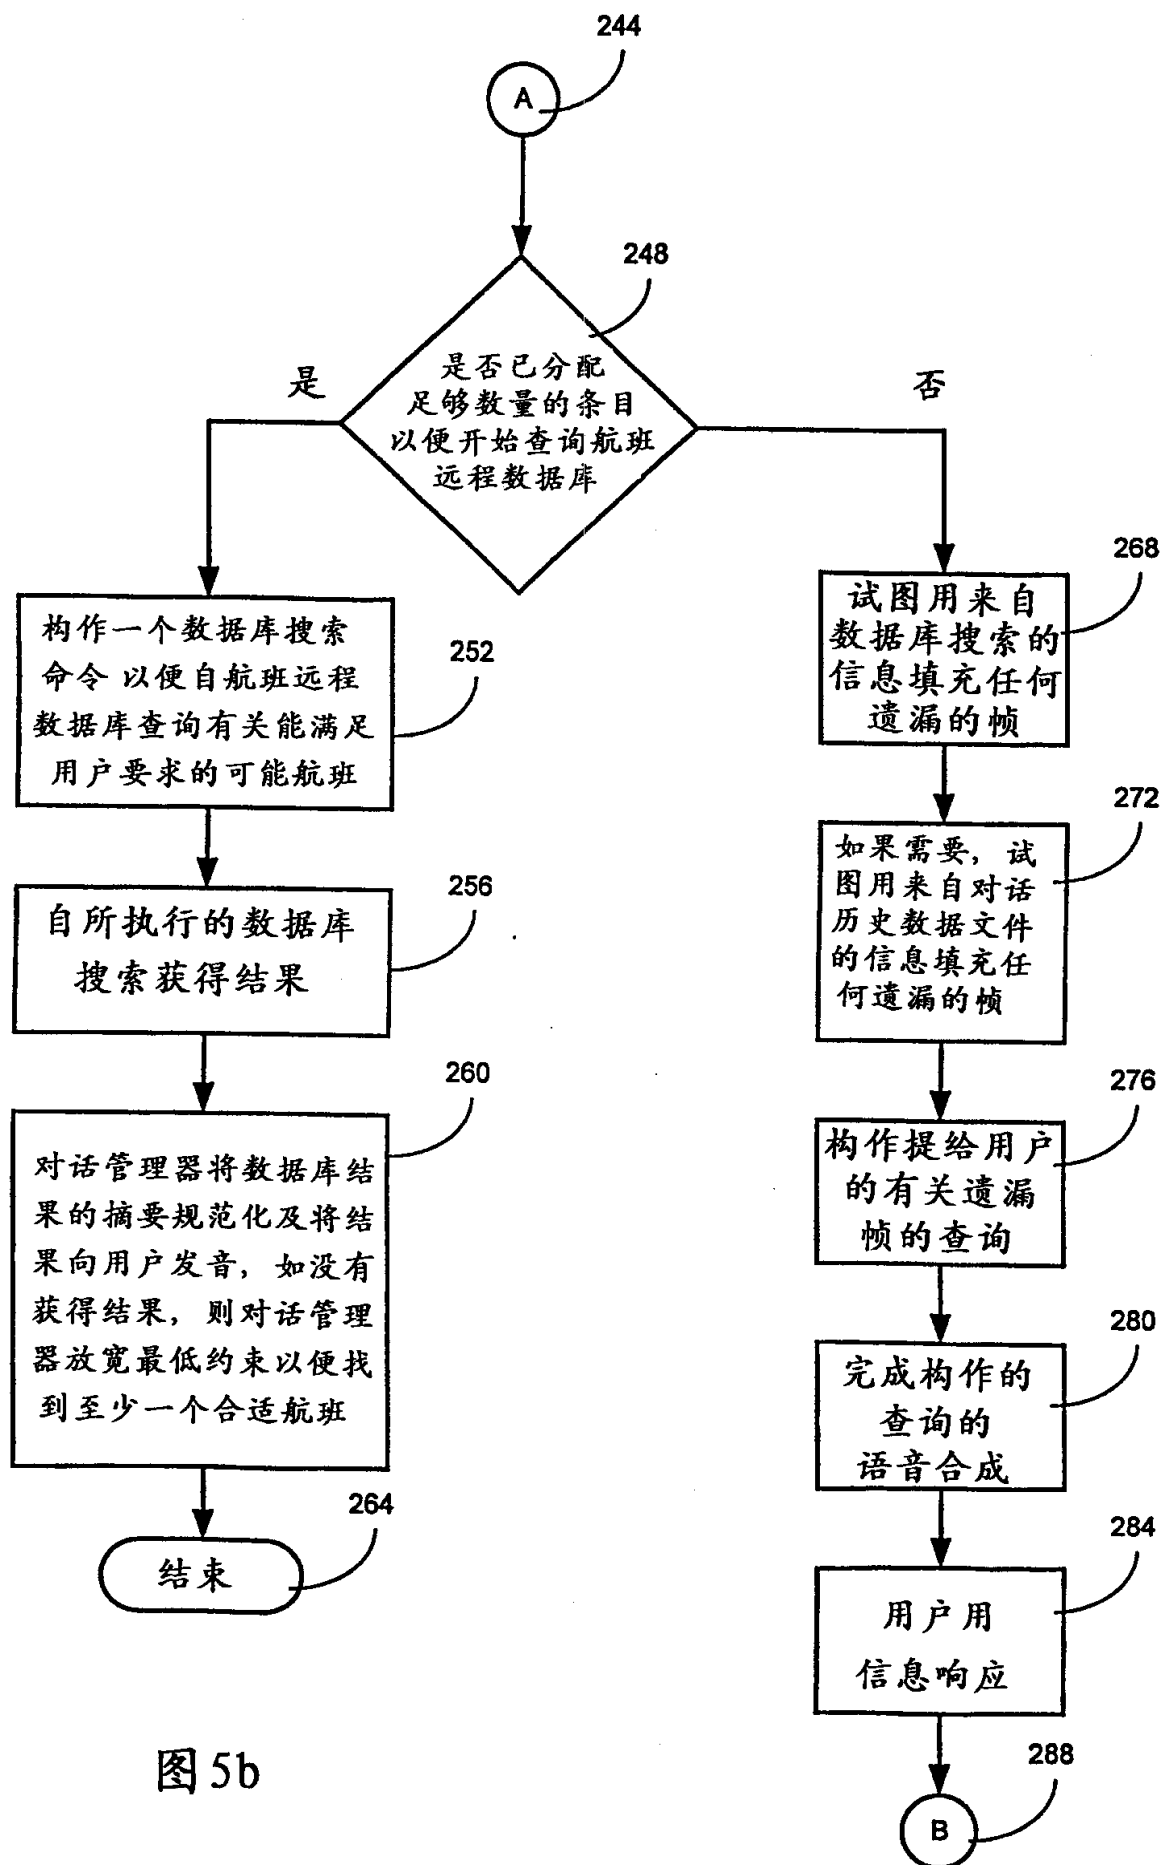 244
A
248
是否已分配
足够数量的条目
以便开始查询航班
远程数据库
是
否
构作一个数据库搜索
命令 以便自航班远程
数据库查询有关能满足
用户要求的可能航班
252
自所执行的数据库
搜索获得结果
256
对话管理器将数据库结
果的摘要规范化及将结
果向用户发音，如没有
获得结果，则对话管理
器放宽最低约束以便找
到至少一个合适航班
260
结束
264
试图用来自
数据库搜索的
信息填充任何
遗漏的帧
268
如果需要，试
图用来自对话
历史数据文件
的信息填充任
何遗漏的帧
272
构作提给用户
的有关遗漏
帧的查询
276
完成构作的
查询的
语音合成
280
用户用
信息响应
284
288
B
图5b